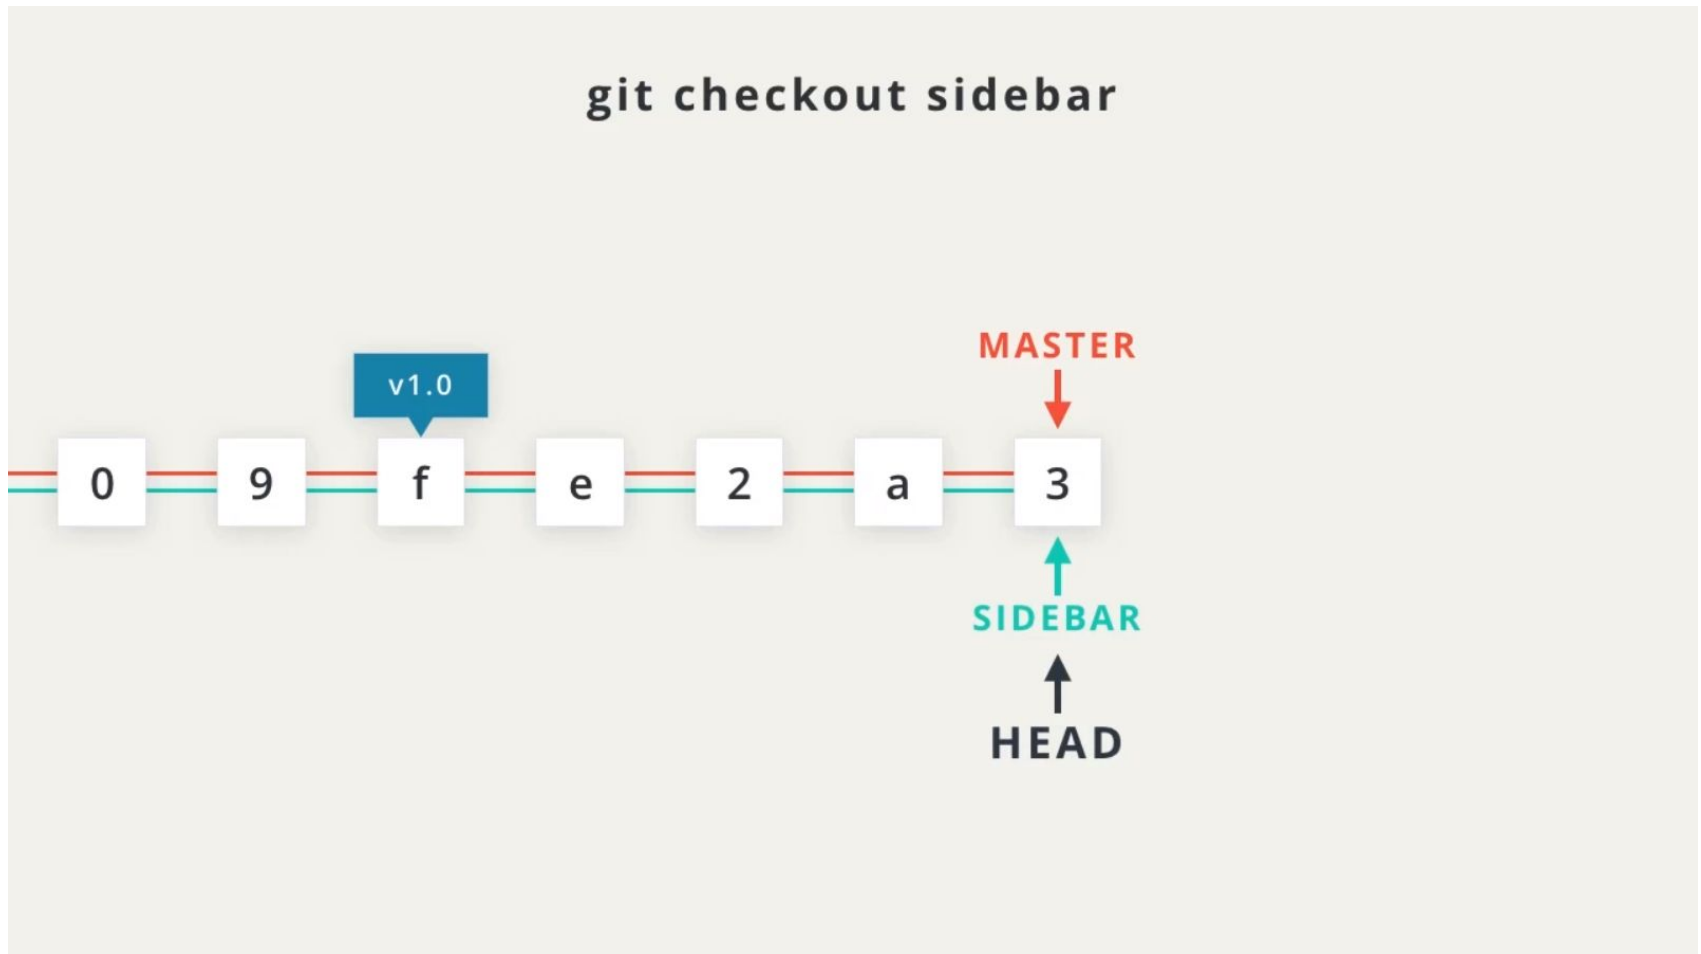 git checkout sidebar
MASTER
v1.0
0 9 f e 2 a 3
SIDEBAR
HEAD